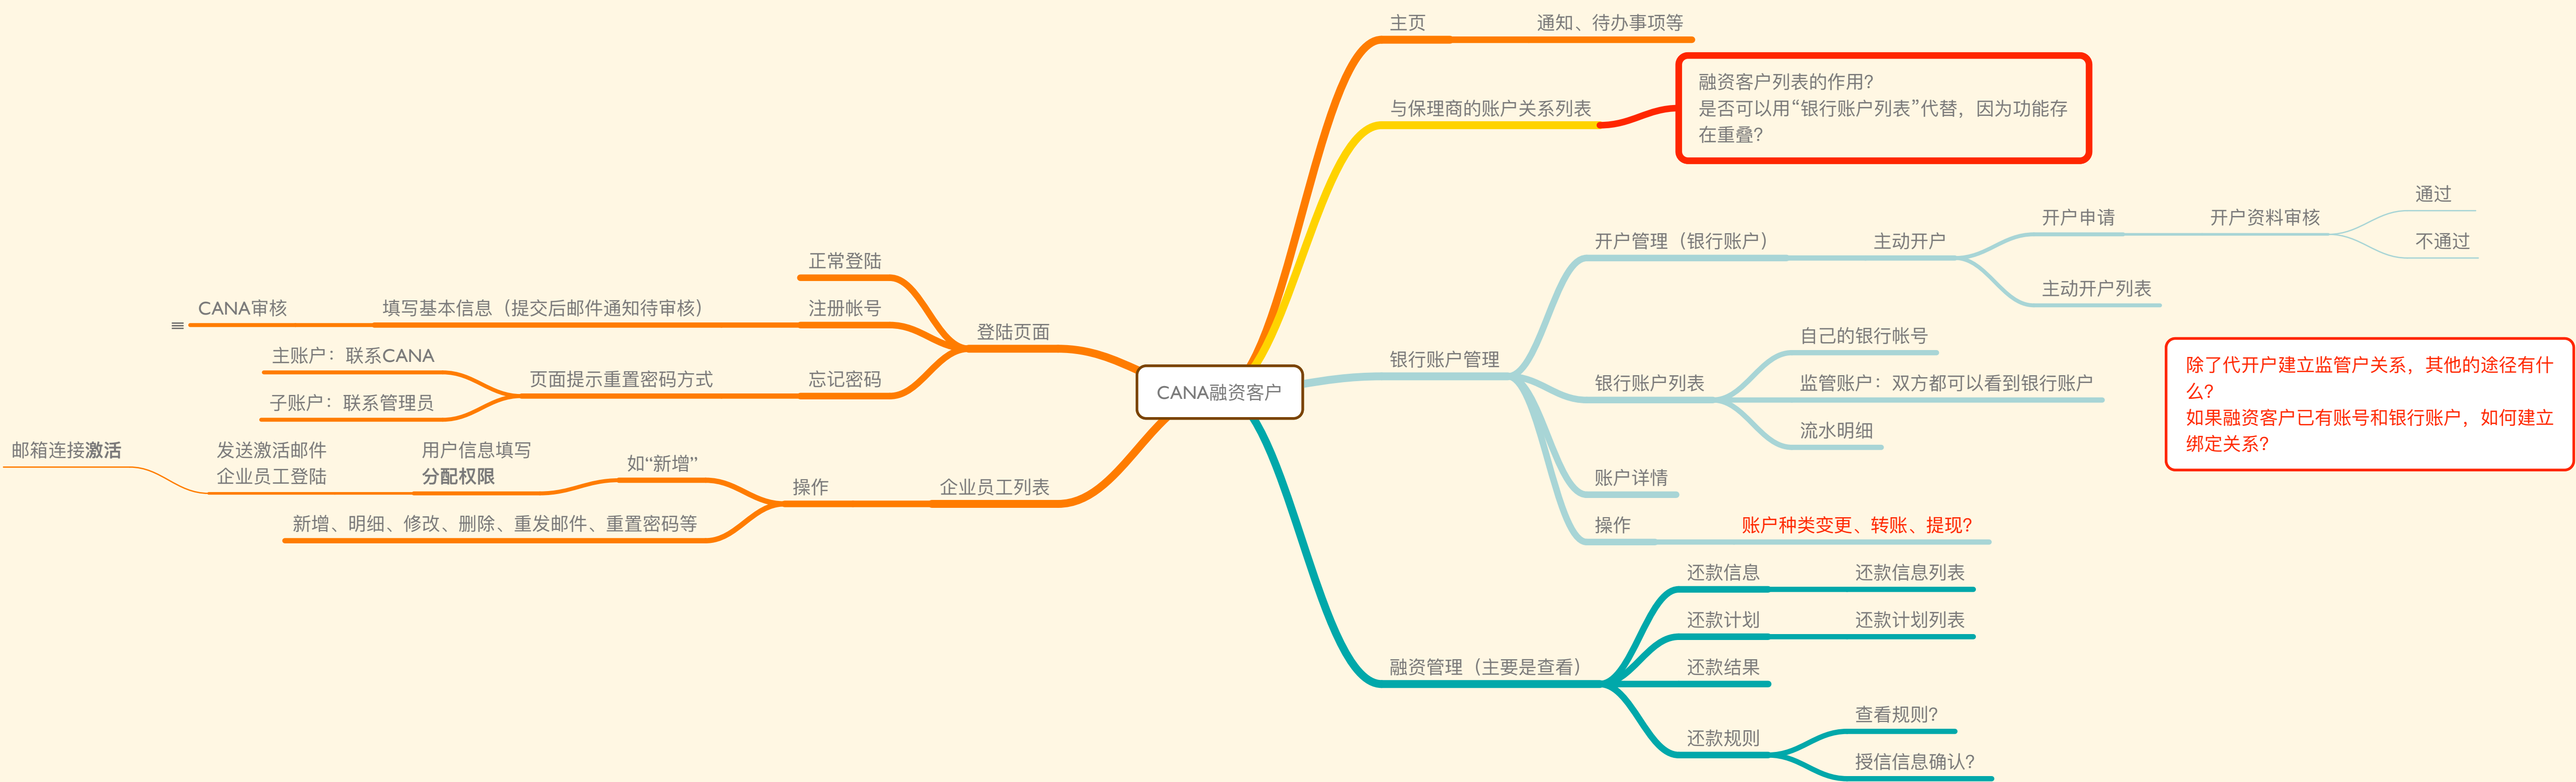 CANA融资客户
主页
通知、待办事项等
与保理商的账户关系列表
融资客户列表的作用？
是否可以用“银行账户列表”代替，因为功能存
在重叠？
银行账户管理
开户管理（银行账户）
主动开户
开户申请
开户资料审核
通过
不通过
主动开户列表
银行账户列表
自己的银行帐号
监管账户：双方都可以看到银行账户
流水明细
账户详情
操作
账户种类变更、转账、提现？
除了代开户建立监管户关系，其他的途径有什
么？
如果融资客户已有账号和银行账户，如何建立
绑定关系？
融资管理（主要是查看）
还款信息
还款信息列表
还款计划
还款计划列表
还款结果
还款规则
查看规则？
授信信息确认？
登陆页面
正常登陆
注册帐号
填写基本信息（提交后邮件通知待审核）
CANA审核
忘记密码
页面提示重置密码方式
主账户：联系CANA
子账户：联系管理员
企业员工列表
操作
如“新增”
用户信息填写
分配权限
发送激活邮件
企业员工登陆
邮箱连接激活
新增、明细、修改、删除、重发邮件、重置密码等